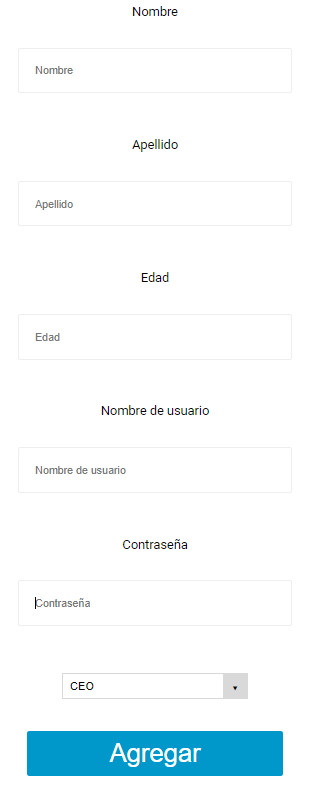 Nombre
Nombre
Apellido
Apellido
Edad
Edad
Nombre de usuario
Nombre de usuario
Contraseña
Contraseña
CEO
Agregar